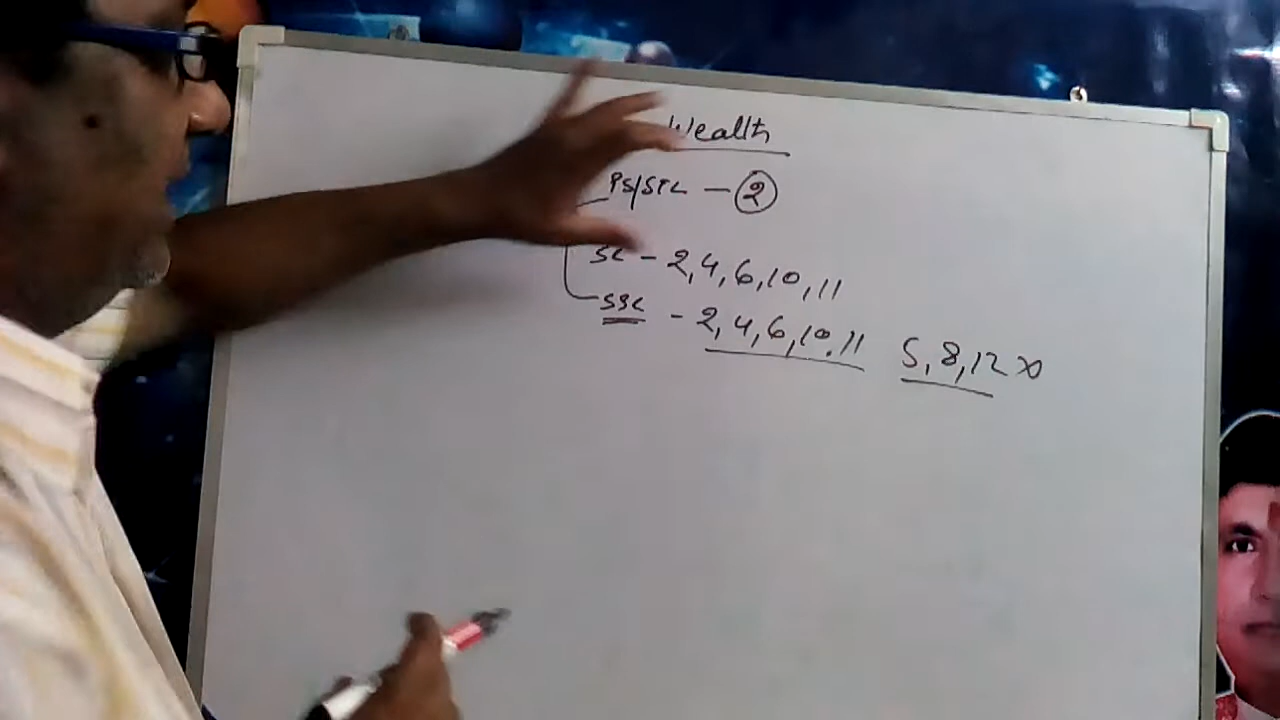 Wealth
PS/STL - 2
SL - 2,4,6,10,11
SSL - 2,4,6,10,11 5,8,12 x